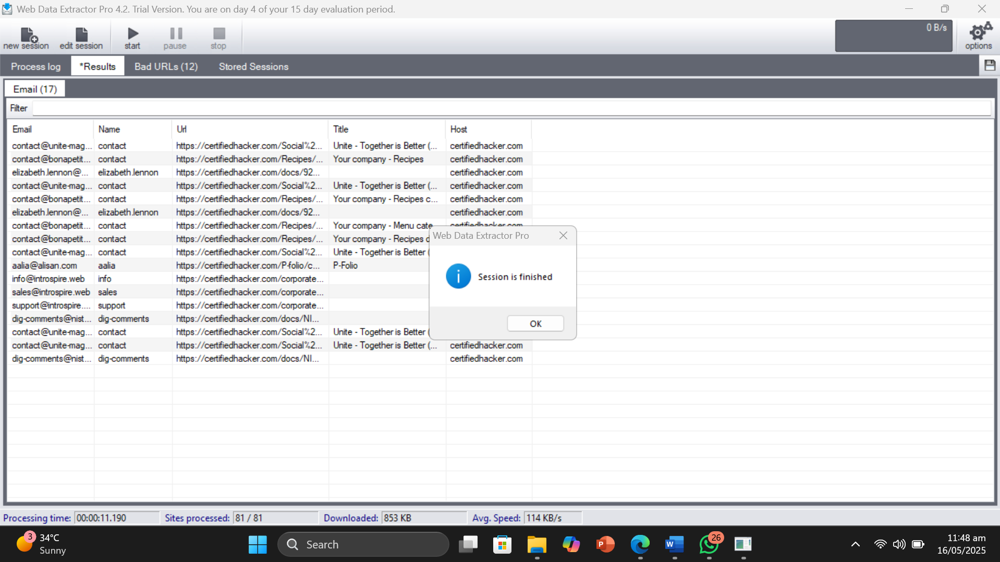 Web Data Extractor Pro 4.2. Trial Version. You are on day 4 of your 15 day evaluation period.
new session edit session start pause stop 0 B/s options
Process log *Results Bad URLs (12) Stored Sessions
Email (17)
Filter
Email Name Url Title Host
contact@unite-mag... contact https://certifiedhacker.com/Social%2... Unite - Together is Better (... certifiedhacker.com
contact@bonapetit... contact https://certifiedhacker.com/Recipes/... Your company - Recipes certifiedhacker.com
elizabeth.lennon@... elizabeth.lennon https://certifiedhacker.com/docs/92... certifiedhacker.com
contact@unite-mag... contact https://certifiedhacker.com/Social%2... Unite - Together is Better (... certifiedhacker.com
contact@bonapetit... contact https://certifiedhacker.com/Recipes/... Your company - Recipes c... certifiedhacker.com
elizabeth.lennon@... elizabeth.lennon https://certifiedhacker.com/docs/92... certifiedhacker.com
contact@bonapetit... contact https://certifiedhacker.com/Recipes/... Your company - Menu cate certifiedhacker.com
contact@bonapetit... contact https://certifiedhacker.com/Recipes/... Your company - Recipes
contact@unite-mag... contact https://certifiedhacker.com/Social%2... Unite - Together is Better (
aalia@alisan.com aalia https://certifiedhacker.com/P-folio/c... P-Folio
info@introspire.web info https://certifiedhacker.com/corporate...
sales@introspire.web sales https://certifiedhacker.com/corporate...
support@introspire.... support https://certifiedhacker.com/corporate...
dig-comments@nist... dig-comments https://certifiedhacker.com/docs/NI...
contact@unite-mag... contact https://certifiedhacker.com/Social%2... Unite - Together is Better (
contact@unite-mag... contact https://certifiedhacker.com/Social%2... Unite - Together is Better (... certifiedhacker.com
dig-comments@nist... dig-comments https://certifiedhacker.com/docs/NI... certifiedhacker.com
Web Data Extractor Pro
Session is finished
OK
Processing time: 00:00:11.190 Sites processed: 81 / 81 Downloaded: 853 KB Avg. Speed: 114 KB/s
3 34°C
Sunny
Search
26
11:48 am
16/05/2025